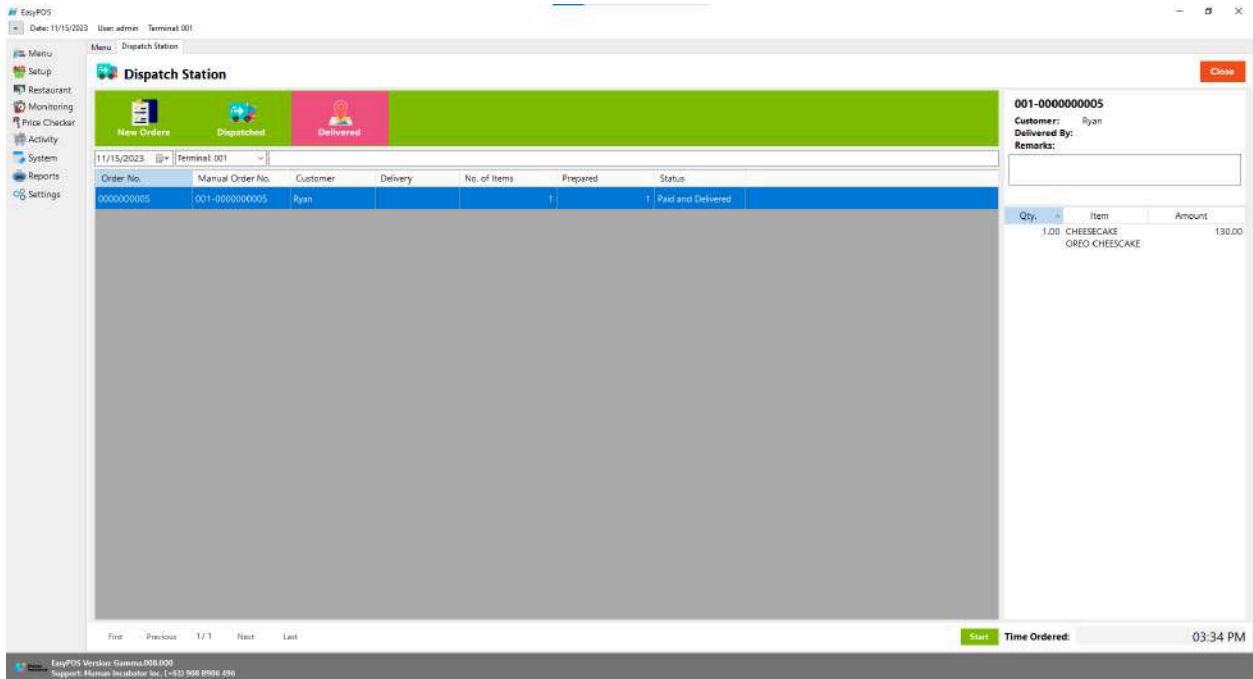 EasyPOS
Date: 11/15/2023 User: admin Terminal: 001
Menu
Setup
Restaurant
Monitoring
Price Checker
Activity
System
Reports
Settings
Menu Dispatch Station
Dispatch Station
Close
New Orders Dispatched Delivered
11/15/2023 Terminal: 001
Order No. Manual Order No. Customer Delivery No. of Items Prepared Status
0000000005 001-0000000005 Ryan 1 1 Paid and Delivered
001-0000000005
Customer: Ryan
Delivered By:
Remarks:
Qty. Item Amount
1.00 CHEESECAKE 130.00
OREO CHEESCAKE
First Previous 1 / 1 Next Last
Start
Time Ordered: 03:34 PM
EasyPOS Version: Gamma.008.000
Support: Human Incubator Inc. (+63) 908 8906 496